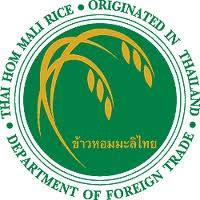 THAI HOM MALI RICE • ORIGINATED IN THAILAND •
ข้าวหอมมะลิไทย
DEPARTMENT OF FOREIGN TRADE •